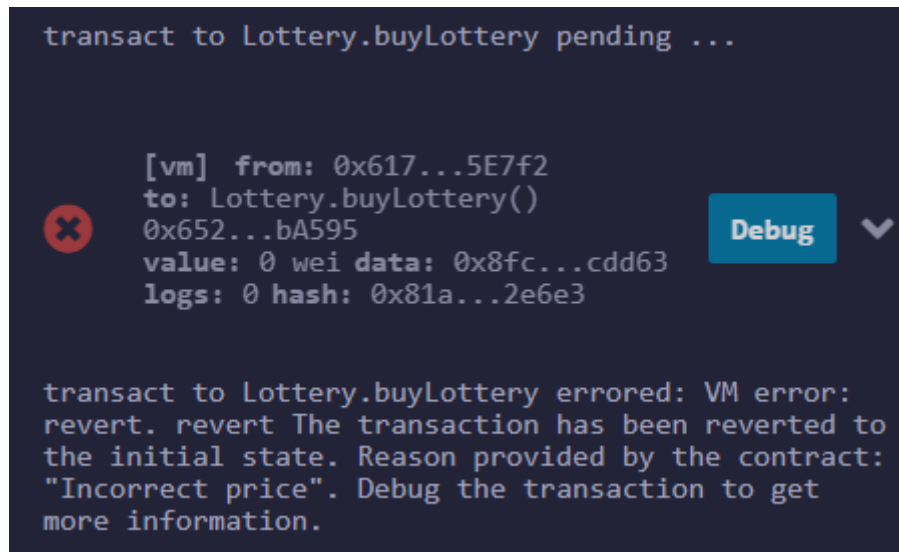 transact to Lottery.buyLottery pending ...
[vm] from: 0x617...5E7f2
to: Lottery.buyLottery()
0x652...bA595
value: 0 wei data: 0x8fc...cdd63
logs: 0 hash: 0x81a...2e6e3
Debug
transact to Lottery.buyLottery errored: VM error:
revert. revert The transaction has been reverted to
the initial state. Reason provided by the contract:
"Incorrect price". Debug the transaction to get
more information.